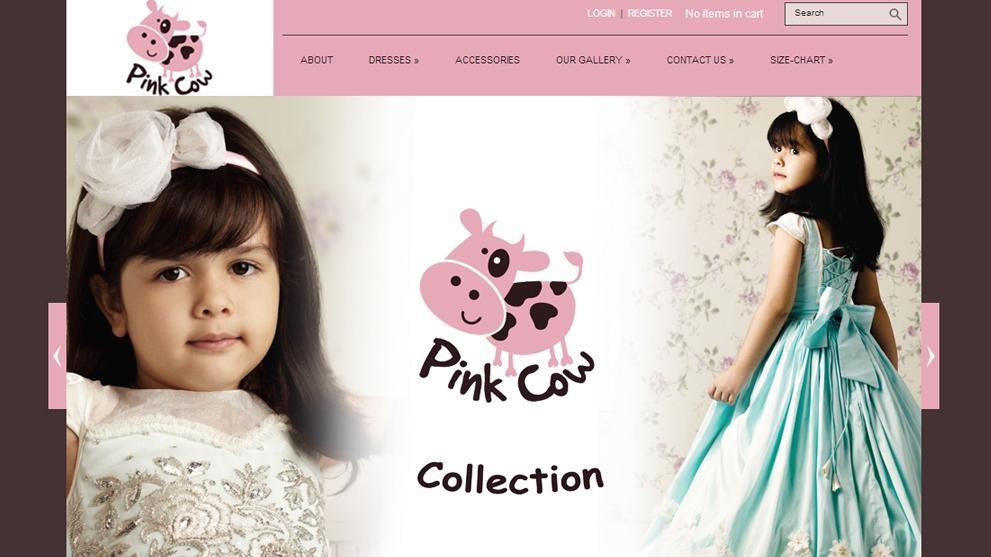 Pink Cow
LOGIN | REGISTER No items in cart Search
ABOUT DRESSES » ACCESSORIES OUR GALLERY » CONTACT US » SIZE-CHART »
Pink Cow
Collection